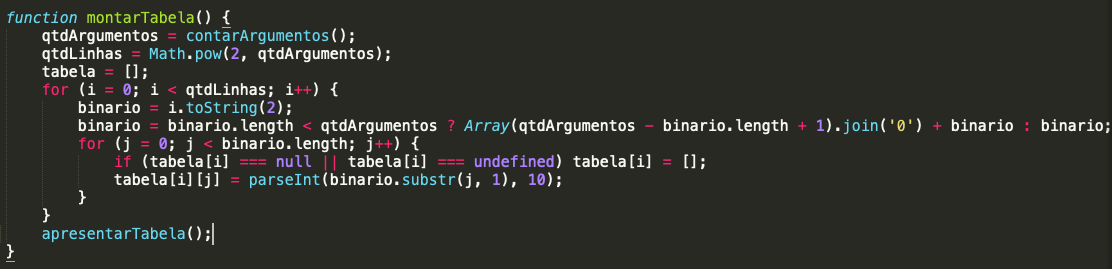 function montarTabela() {
    qtdArgumentos = contarArgumentos();
    qtdLinhas = Math.pow(2, qtdArgumentos);
    tabela = [];
    for (i = 0; i < qtdLinhas; i++) {
        binario = i.toString(2);
        binario = binario.length < qtdArgumentos ? Array(qtdArgumentos - binario.length + 1).join('0') + binario : binario;
        for (j = 0; j < binario.length; j++) {
            if (tabela[i] === null || tabela[i] === undefined) tabela[i] = [];
            tabela[i][j] = parseInt(binario.substr(j, 1), 10);
        }
    }
    apresentarTabela();
}